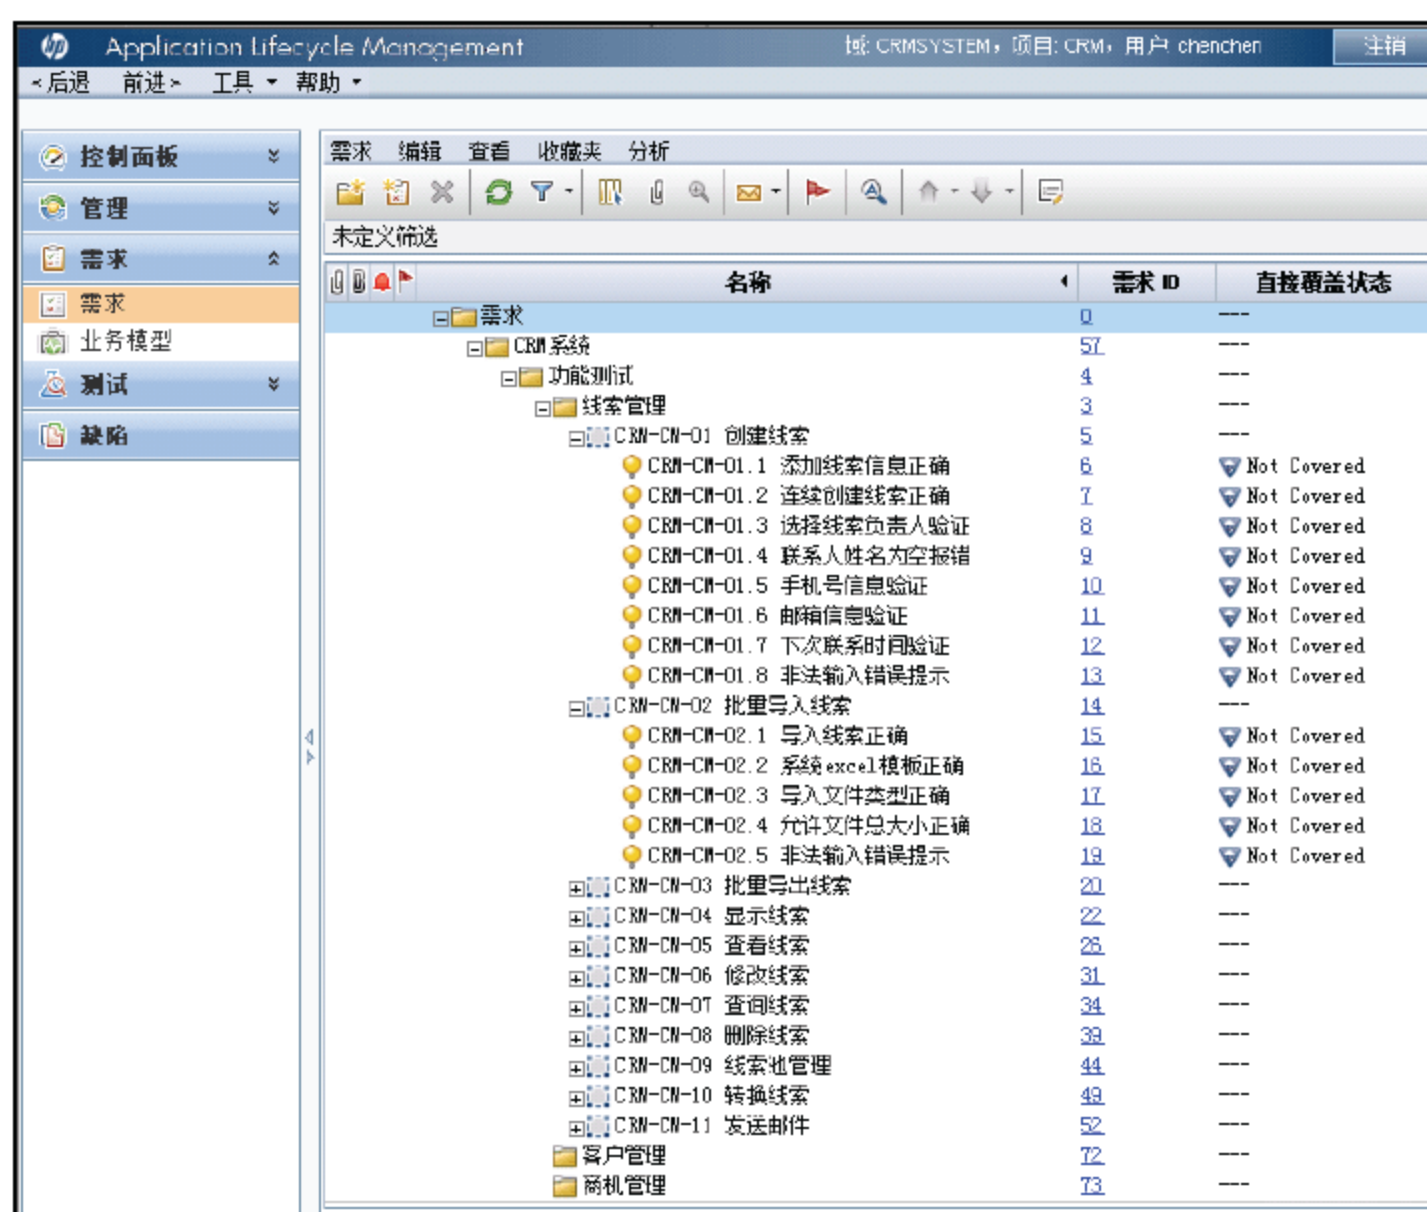 Application Lifecycle Management 域: CRMSYSTEM, 项目: CRM, 用户 chenchen 注销
<后退 前进> 工具 帮助
控制面板
管理
需求
需求
业务模型
测试
缺陷
需求 编辑 查看 收藏夹 分析
未定义筛选
名称 需求 ID 直接覆盖状态
需求 0 ---
CRM系统 57 ---
功能测试 4 ---
线索管理 3 ---
CRM-CM-01 创建线索 5 ---
CRM-CM-01.1 添加线索信息正确 6 Not Covered
CRM-CM-01.2 连续创建线索正确 7 Not Covered
CRM-CM-01.3 选择线索负责人验证 8 Not Covered
CRM-CM-01.4 联系人姓名为空报错 9 Not Covered
CRM-CM-01.5 手机号信息验证 10 Not Covered
CRM-CM-01.6 邮箱信息验证 11 Not Covered
CRM-CM-01.7 下次联系时间验证 12 Not Covered
CRM-CM-01.8 非法输入错误提示 13 Not Covered
CRM-CM-02 批量导入线索 14 ---
CRM-CM-02.1 导入线索正确 15 Not Covered
CRM-CM-02.2 系统excel模板正确 16 Not Covered
CRM-CM-02.3 导入文件类型正确 17 Not Covered
CRM-CM-02.4 允许文件总大小正确 18 Not Covered
CRM-CM-02.5 非法输入错误提示 19 Not Covered
CRM-CM-03 批量导出线索 20 ---
CRM-CM-04 显示线索 22 ---
CRM-CM-05 查看线索 26 ---
CRM-CM-06 修改线索 31 ---
CRM-CM-07 查询线索 34 ---
CRM-CM-08 删除线索 39 ---
CRM-CM-09 线索池管理 44 ---
CRM-CM-10 转换线索 49 ---
CRM-CM-11 发送邮件 52 ---
客户管理 72 ---
商机管理 73 ---